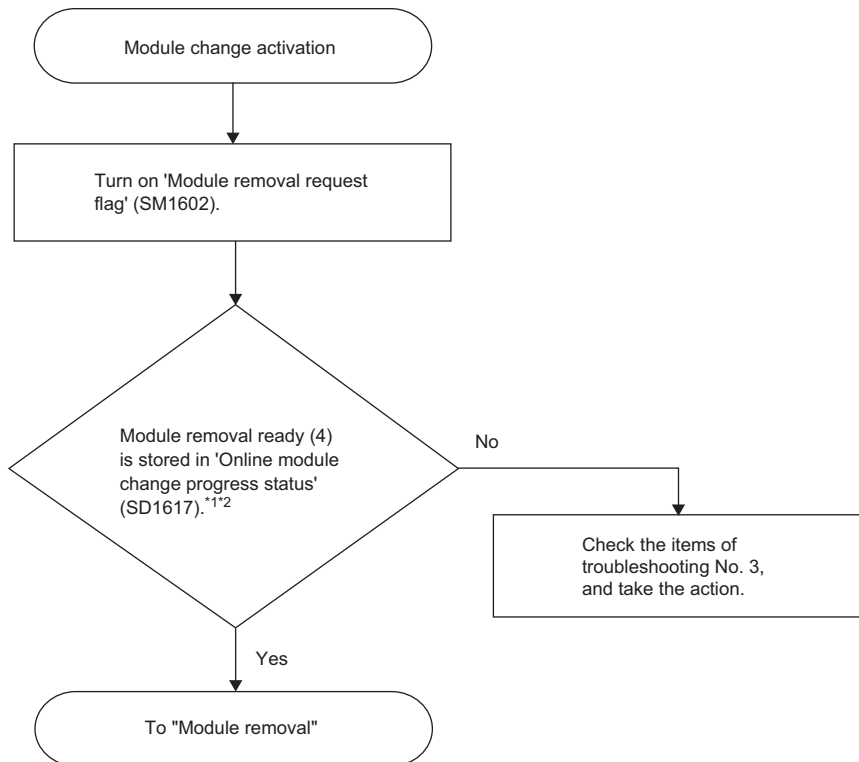 Module change activation
Turn on 'Module removal request
flag' (SM1602).
Module removal ready (4)
is stored in 'Online module
change progress status'
(SD1617).*1*2
No
Check the items of
troubleshooting No. 3,
and take the action.
Yes
To "Module removal"